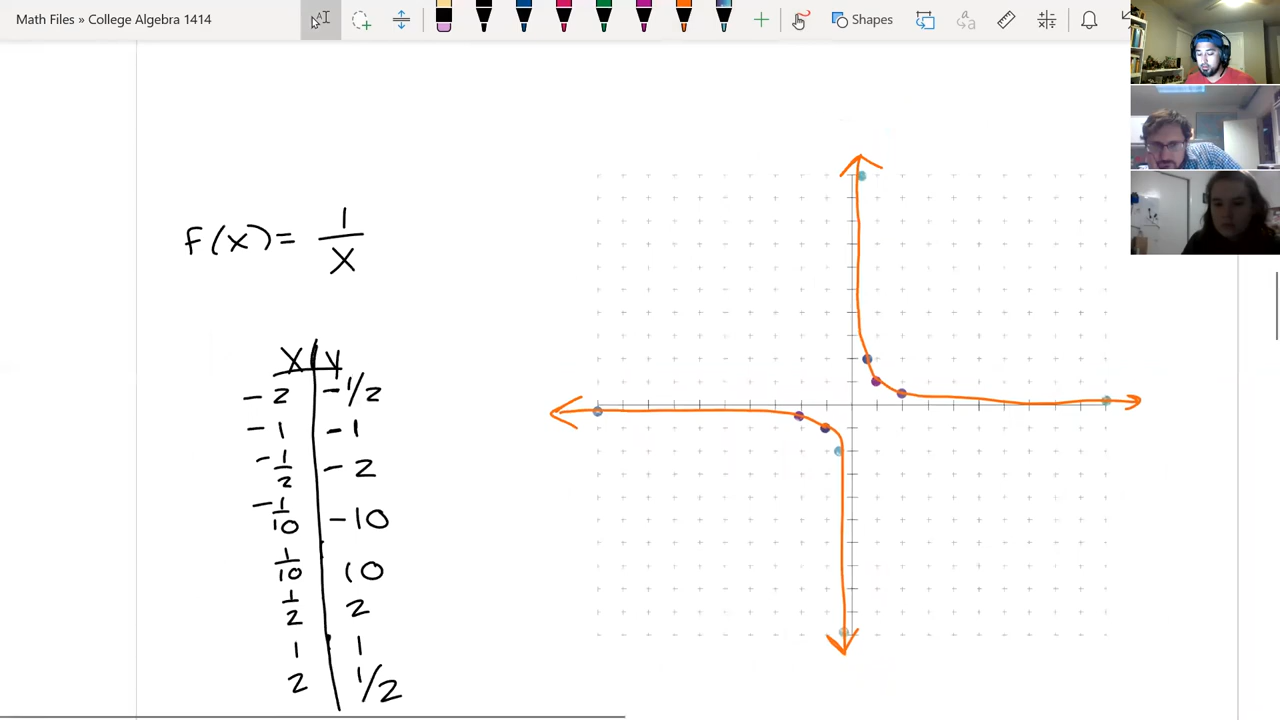 Math Files » College Algebra 1414
Shapes
F(x) = 1/x
x y
-2 -1/2
-1 -1
-1/2 -2
-1/10 -10
1/10 10
1/2 2
1 1
2 1/2